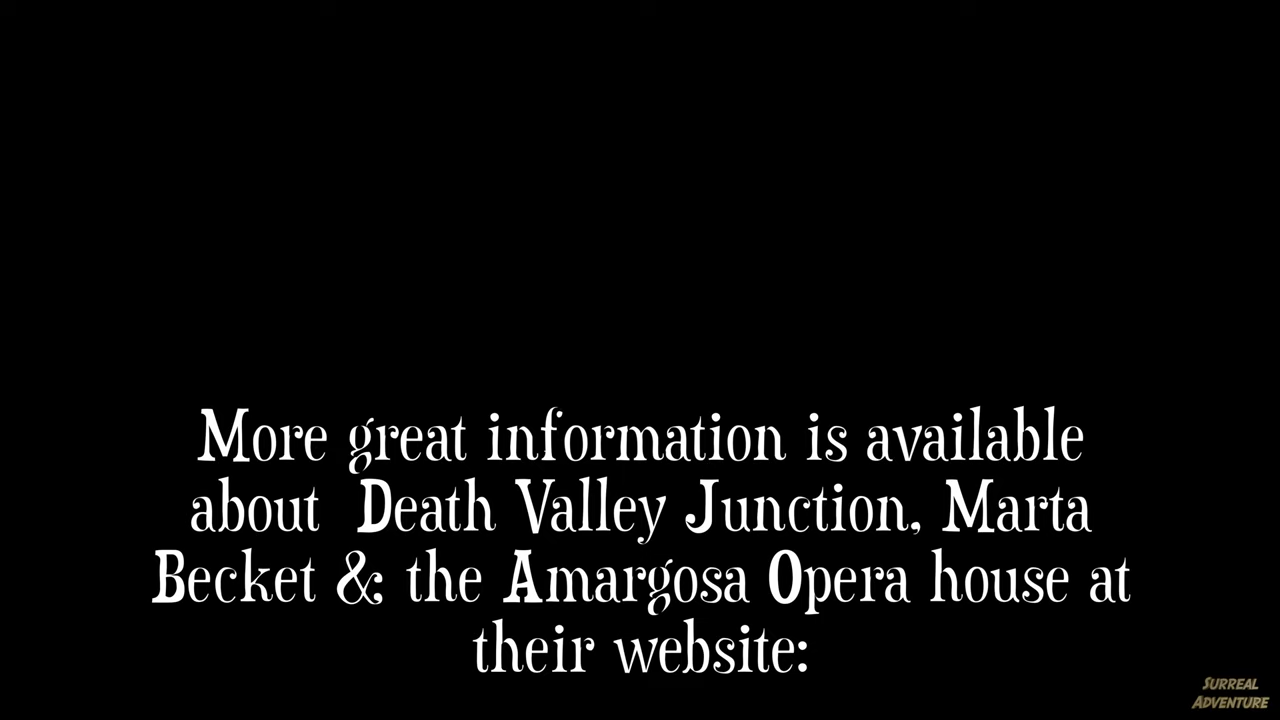 More great information is available
about Death Valley Junction, Marta
Becket & the Amargosa Opera house at
their website:
Surreal
Adventure